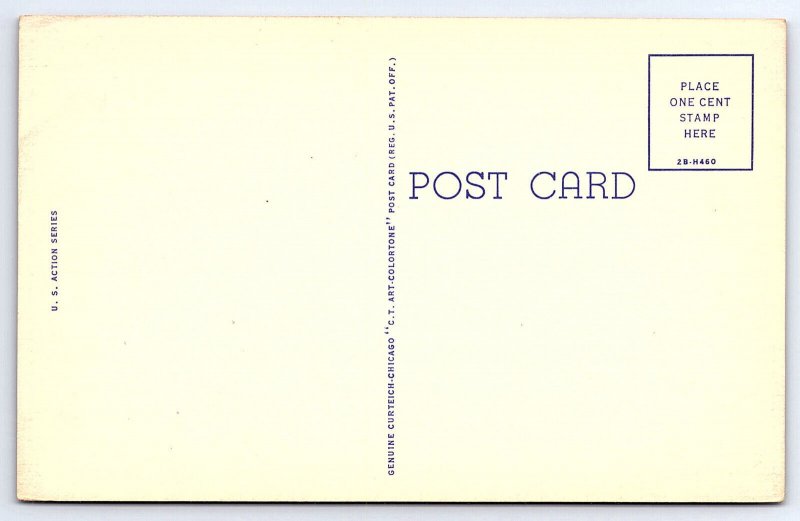 U. S. ACTION SERIES
GENUINE CURTEICH-CHICAGO "C.T. ART-COLORTONE" POST CARD (REG. U.S. PAT. OFF.)
POST CARD
PLACE
ONE CENT
STAMP
HERE
2B-H460